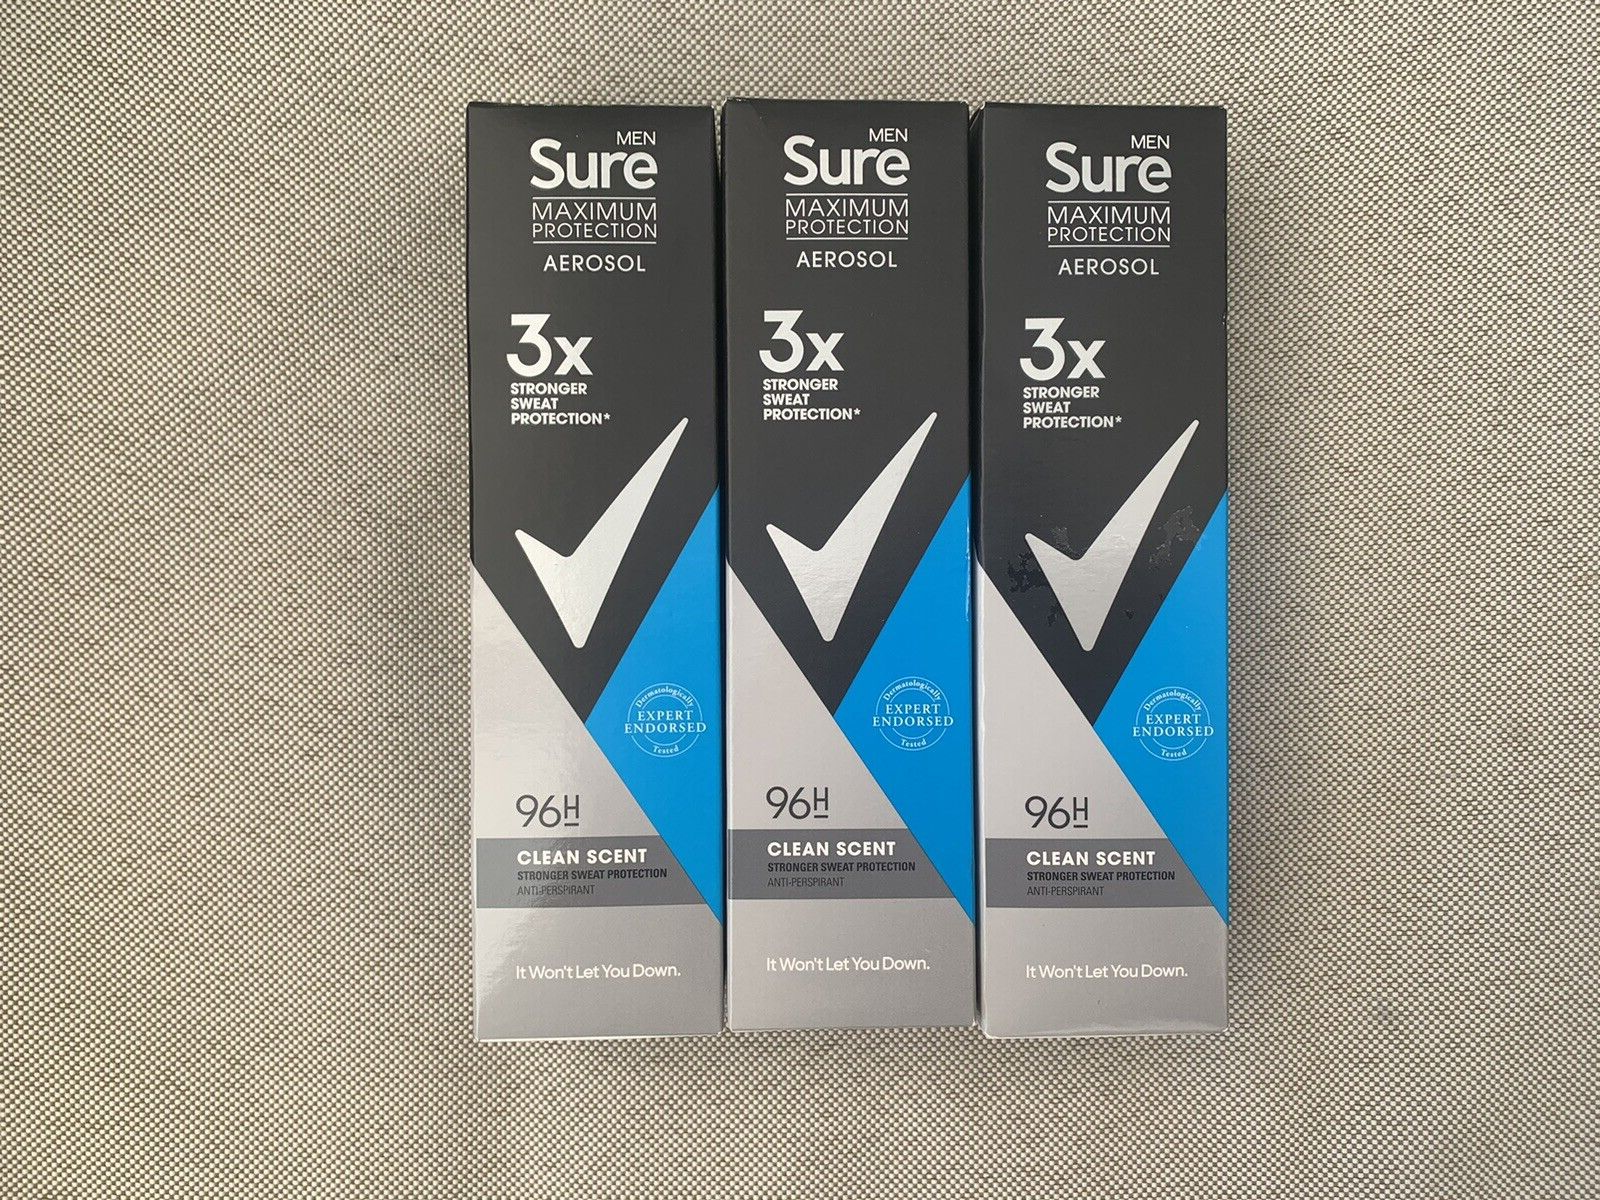 MEN
Sure
MAXIMUM
PROTECTION
AEROSOL
3x
STRONGER
SWEAT
PROTECTION*
Dermatologically
EXPERT
ENDORSED
Tested
96H
CLEAN SCENT
STRONGER SWEAT PROTECTION
ANTI-PERSPIRANT
It Won't Let You Down.
MEN
Sure
MAXIMUM
PROTECTION
AEROSOL
3x
STRONGER
SWEAT
PROTECTION*
Dermatologically
EXPERT
ENDORSED
Tested
96H
CLEAN SCENT
STRONGER SWEAT PROTECTION
ANTI-PERSPIRANT
It Won't Let You Down.
MEN
Sure
MAXIMUM
PROTECTION
AEROSOL
3x
STRONGER
SWEAT
PROTECTION*
Dermatologically
EXPERT
ENDORSED
Tested
96H
CLEAN SCENT
STRONGER SWEAT PROTECTION
ANTI-PERSPIRANT
It Won't Let You Down.